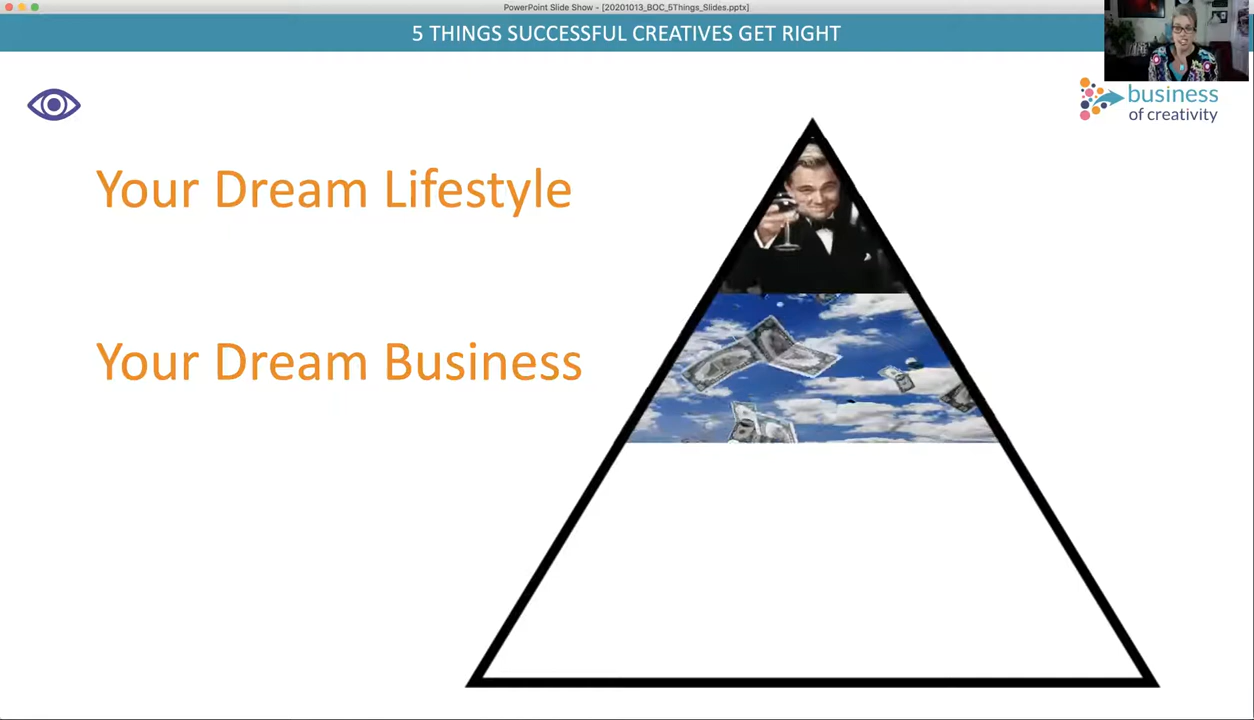 PowerPoint Slide Show - [20201013_BOC_5Things_Slides.pptx]
5 THINGS SUCCESSFUL CREATIVES GET RIGHT
business
of creativity
Your Dream Lifestyle
Your Dream Business